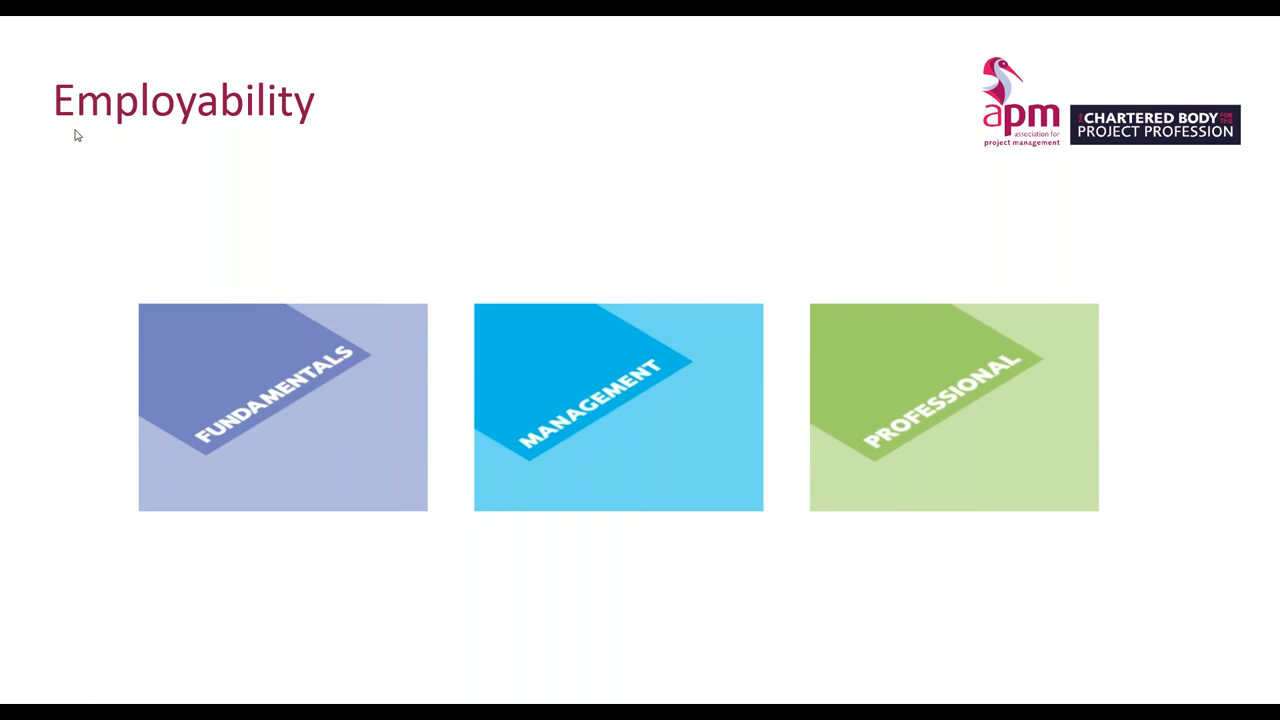 Employability
apm
association for
project management
THE CHARTERED BODY FOR THE
PROJECT PROFESSION
FUNDAMENTALS
MANAGEMENT
PROFESSIONAL